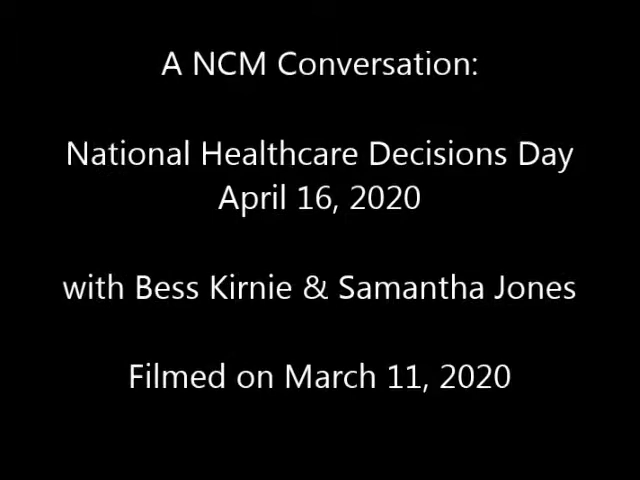 A NCM Conversation:
National Healthcare Decisions Day
April 16, 2020
with Bess Kirnie & Samantha Jones
Filmed on March 11, 2020